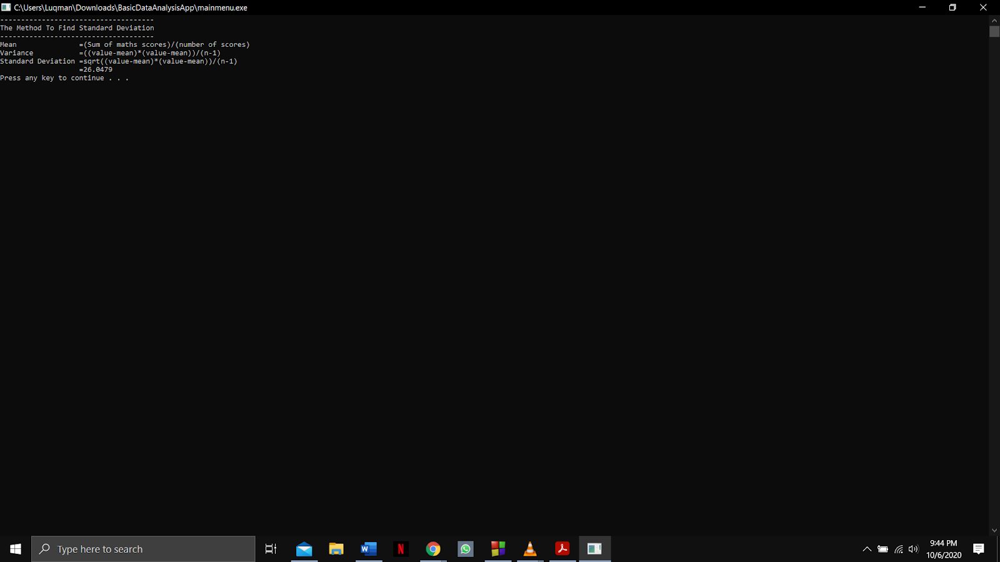 C:\Users\Luqman\Downloads\BasicDataAnalysisApp\mainmenu.exe
-------------------------------------
The Method To Find Standard Deviation
-------------------------------------
Mean               =(Sum of maths scores)/(number of scores)
Variance           =((value-mean)*(value-mean))/(n-1)
Standard Deviation =sqrt((value-mean)*(value-mean))/(n-1)
                   =26.0479
Press any key to continue . . .
Type here to search
9:44 PM
10/6/2020